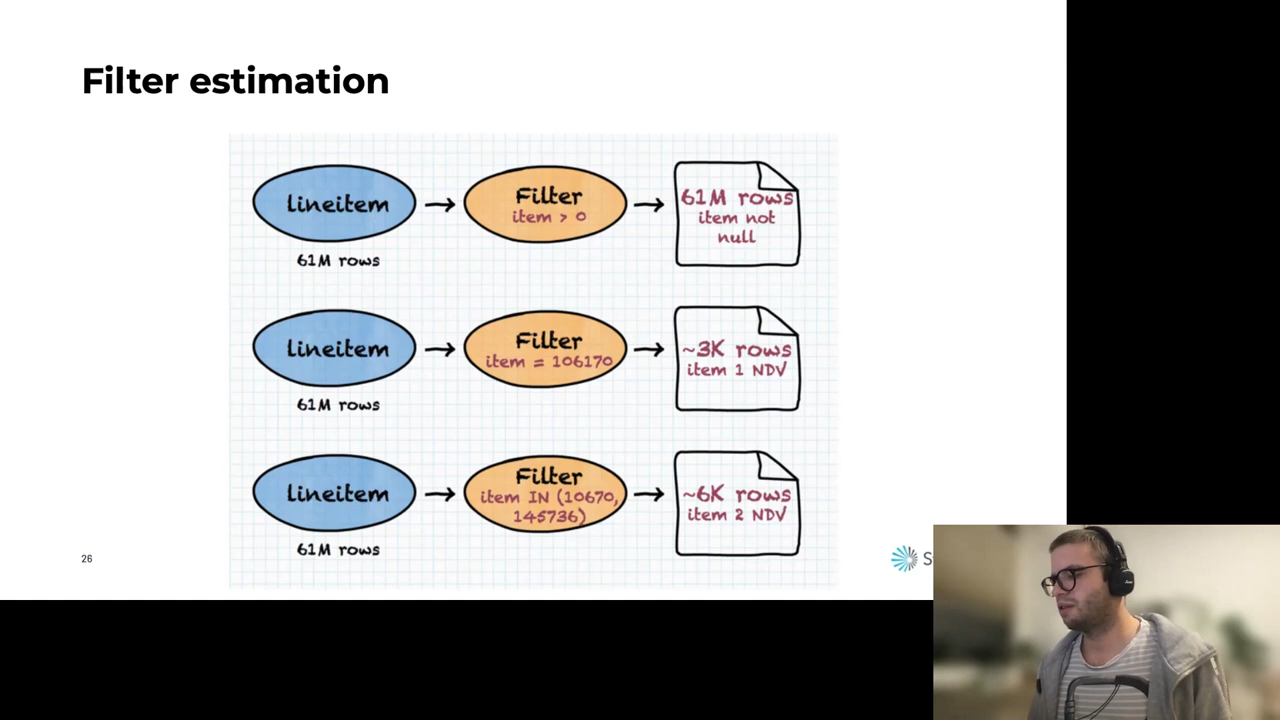 Filter estimation
lineitem
Filter
item > 0
61M rows
item not
null
61M rows
lineitem
Filter
item = 106170
~3K rows
item 1 NDV
61M rows
lineitem
Filter
item IN (10670,
145736)
~6K rows
item 2 NDV
61M rows
26